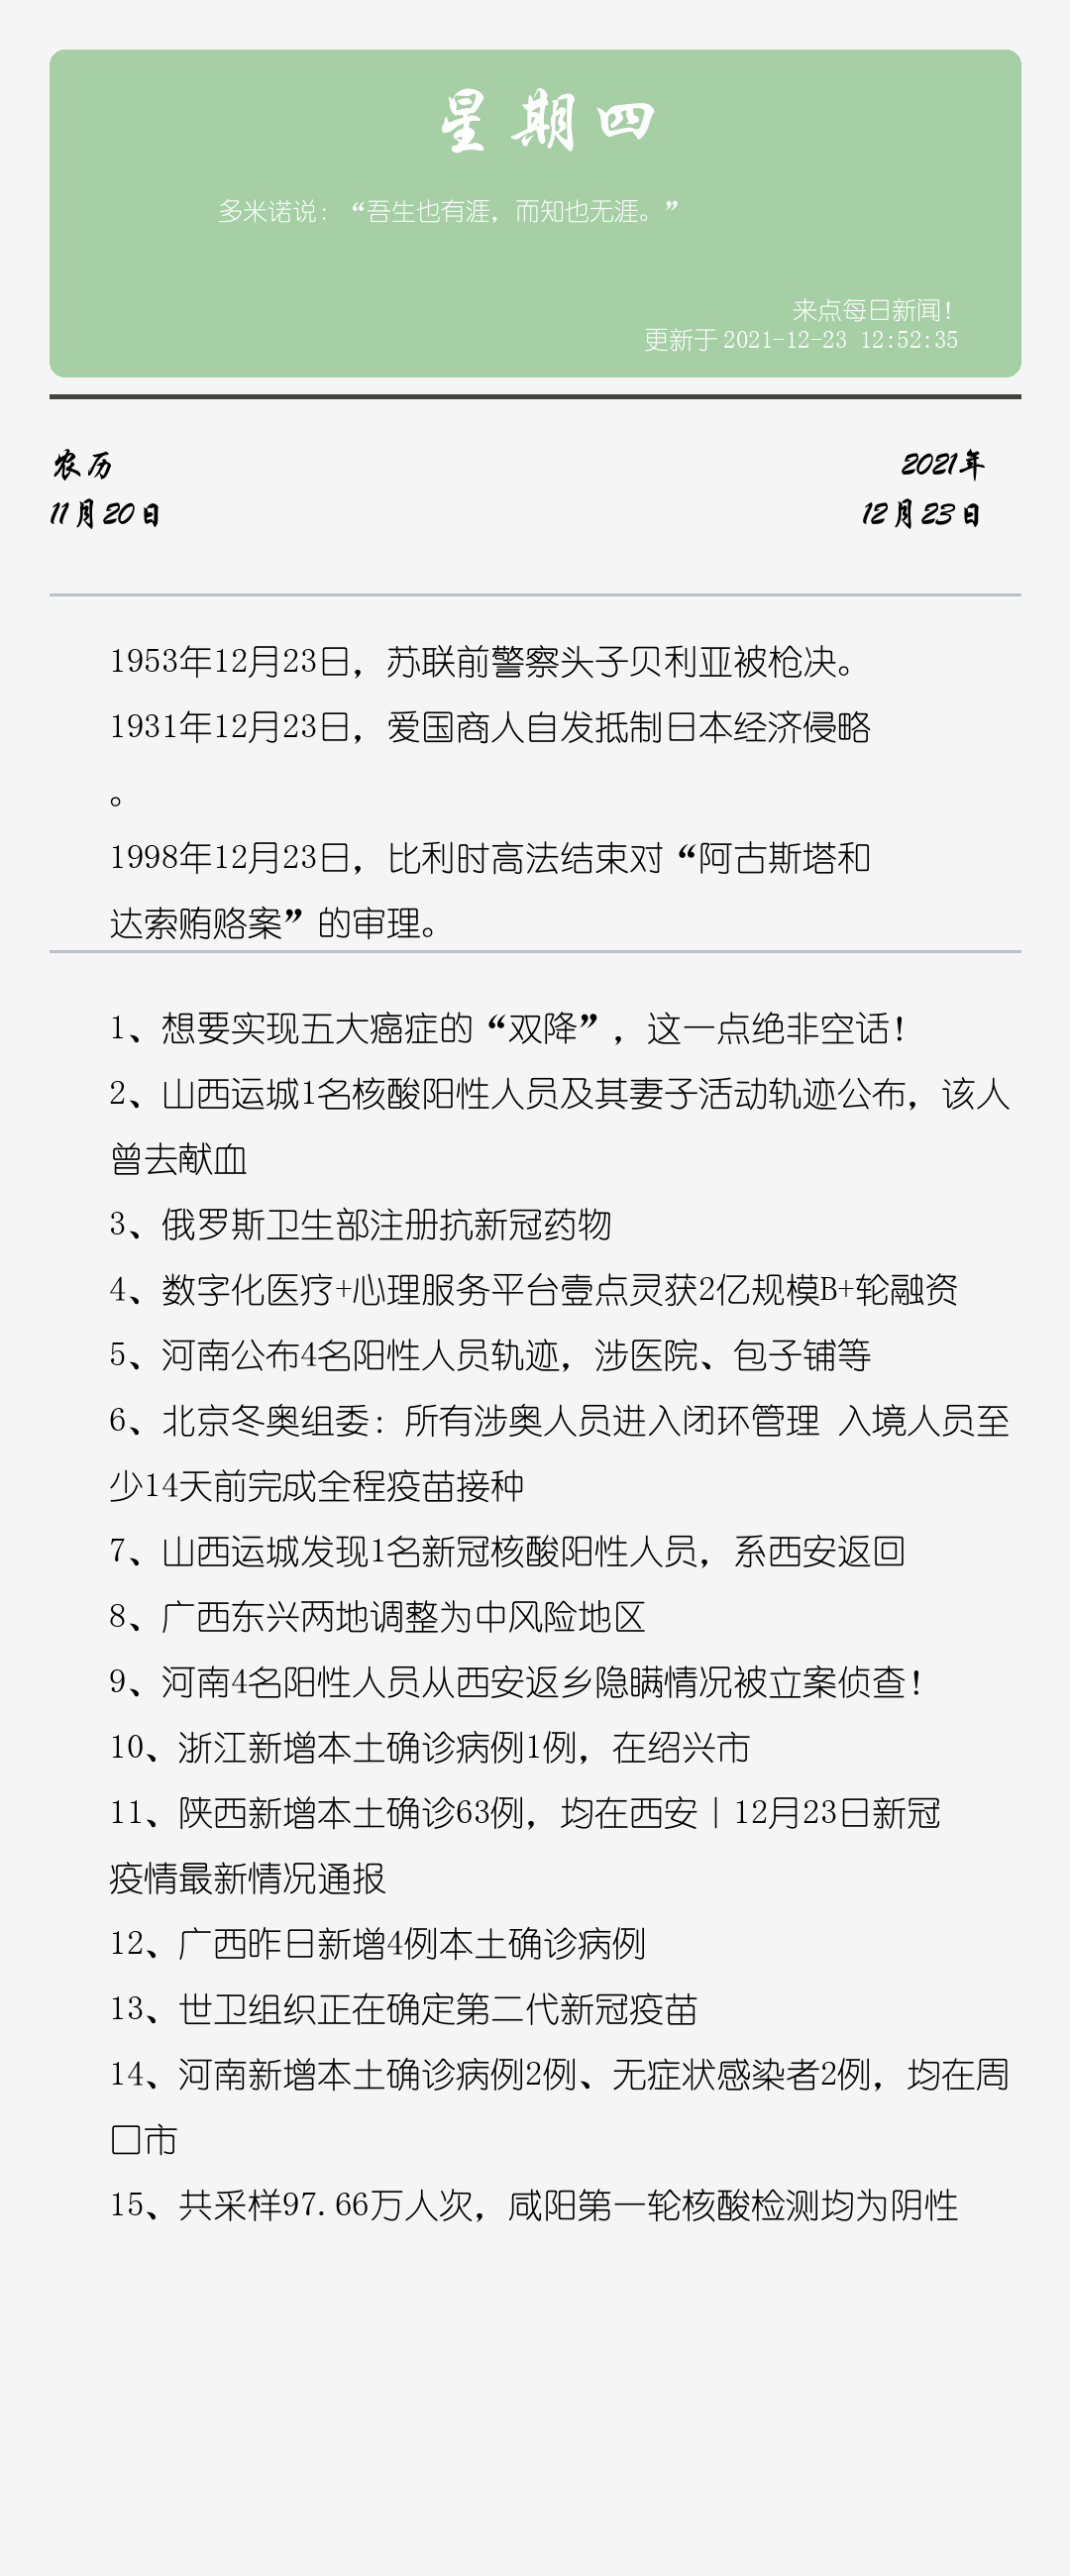 星期四
多米诺说：“吾生也有涯，而知也无涯。”
来点每日新闻！
更新于 2021-12-23 12:52:35
农历
2021年
11月20日
12月23日
1953年12月23日，苏联前警察头子贝利亚被枪决。
1931年12月23日，爱国商人自发抵制日本经济侵略
。
1998年12月23日，比利时高法结束对“阿古斯塔和
达索贿赂案”的审理。
1、想要实现五大癌症的“双降”，这一点绝非空话！
2、山西运城1名核酸阳性人员及其妻子活动轨迹公布，该人
曾去献血
3、俄罗斯卫生部注册抗新冠药物
4、数字化医疗+心理服务平台壹点灵获2亿规模B+轮融资
5、河南公布4名阳性人员轨迹，涉医院、包子铺等
6、北京冬奥组委：所有涉奥人员进入闭环管理 入境人员至
少14天前完成全程疫苗接种
7、山西运城发现1名新冠核酸阳性人员，系西安返回
8、广西东兴两地调整为中风险地区
9、河南4名阳性人员从西安返乡隐瞒情况被立案侦查！
10、浙江新增本土确诊病例1例，在绍兴市
11、陕西新增本土确诊63例，均在西安｜12月23日新冠
疫情最新情况通报
12、广西昨日新增4例本土确诊病例
13、世卫组织正在确定第二代新冠疫苗
14、河南新增本土确诊病例2例、无症状感染者2例，均在周
口市
15、共采样97.66万人次，咸阳第一轮核酸检测均为阴性